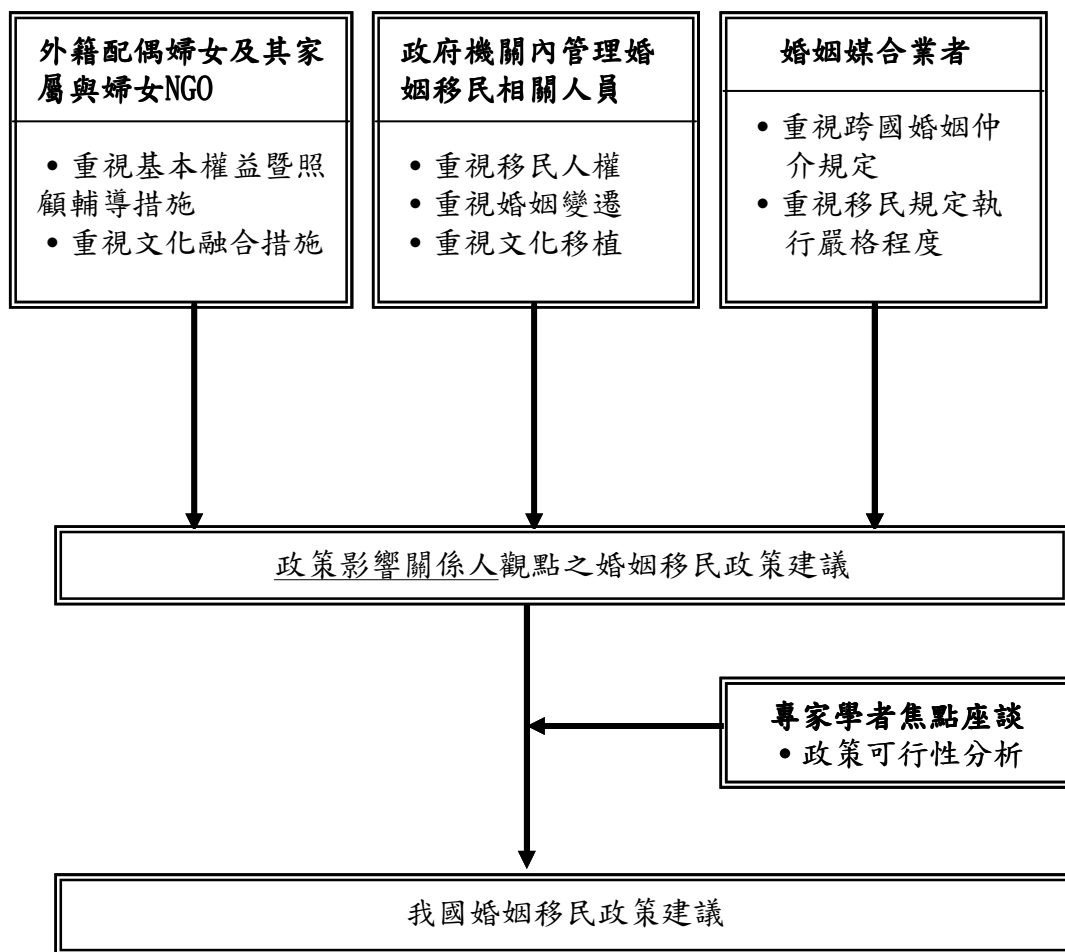 外籍配偶婦女及其家
屬與婦女NGO
• 重視基本權益暨照
顧輔導措施
• 重視文化融合措施
政府機關內管理婚
姻移民相關人員
• 重視移民人權
• 重視婚姻變遷
• 重視文化移植
婚姻媒合業者
• 重視跨國婚姻仲
介規定
• 重視移民規定執
行嚴格程度
政策影響關係人觀點之婚姻移民政策建議
專家學者焦點座談
• 政策可行性分析
我國婚姻移民政策建議